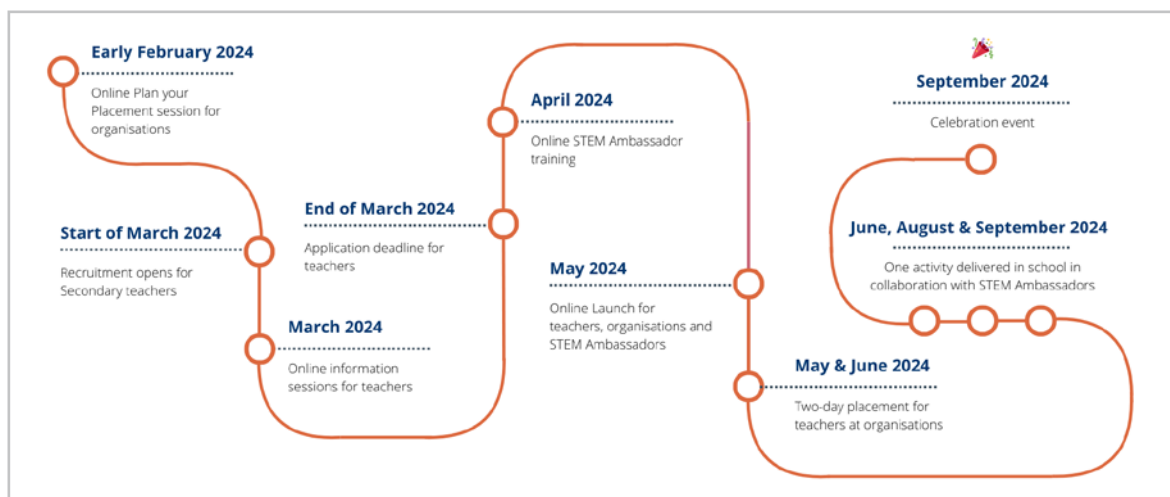 Early February 2024
Online Plan your
Placement session for
organisations
Start of March 2024
Recruitment opens for
Secondary teachers
March 2024
Online information
sessions for teachers
End of March 2024
Application deadline for
teachers
April 2024
Online STEM Ambassador
training
May 2024
Online Launch for
teachers, organisations and
STEM Ambassadors
May & June 2024
Two-day placement for
teachers at organisations
June, August & September 2024
One activity delivered in school in
collaboration with STEM Ambassadors
September 2024
Celebration event